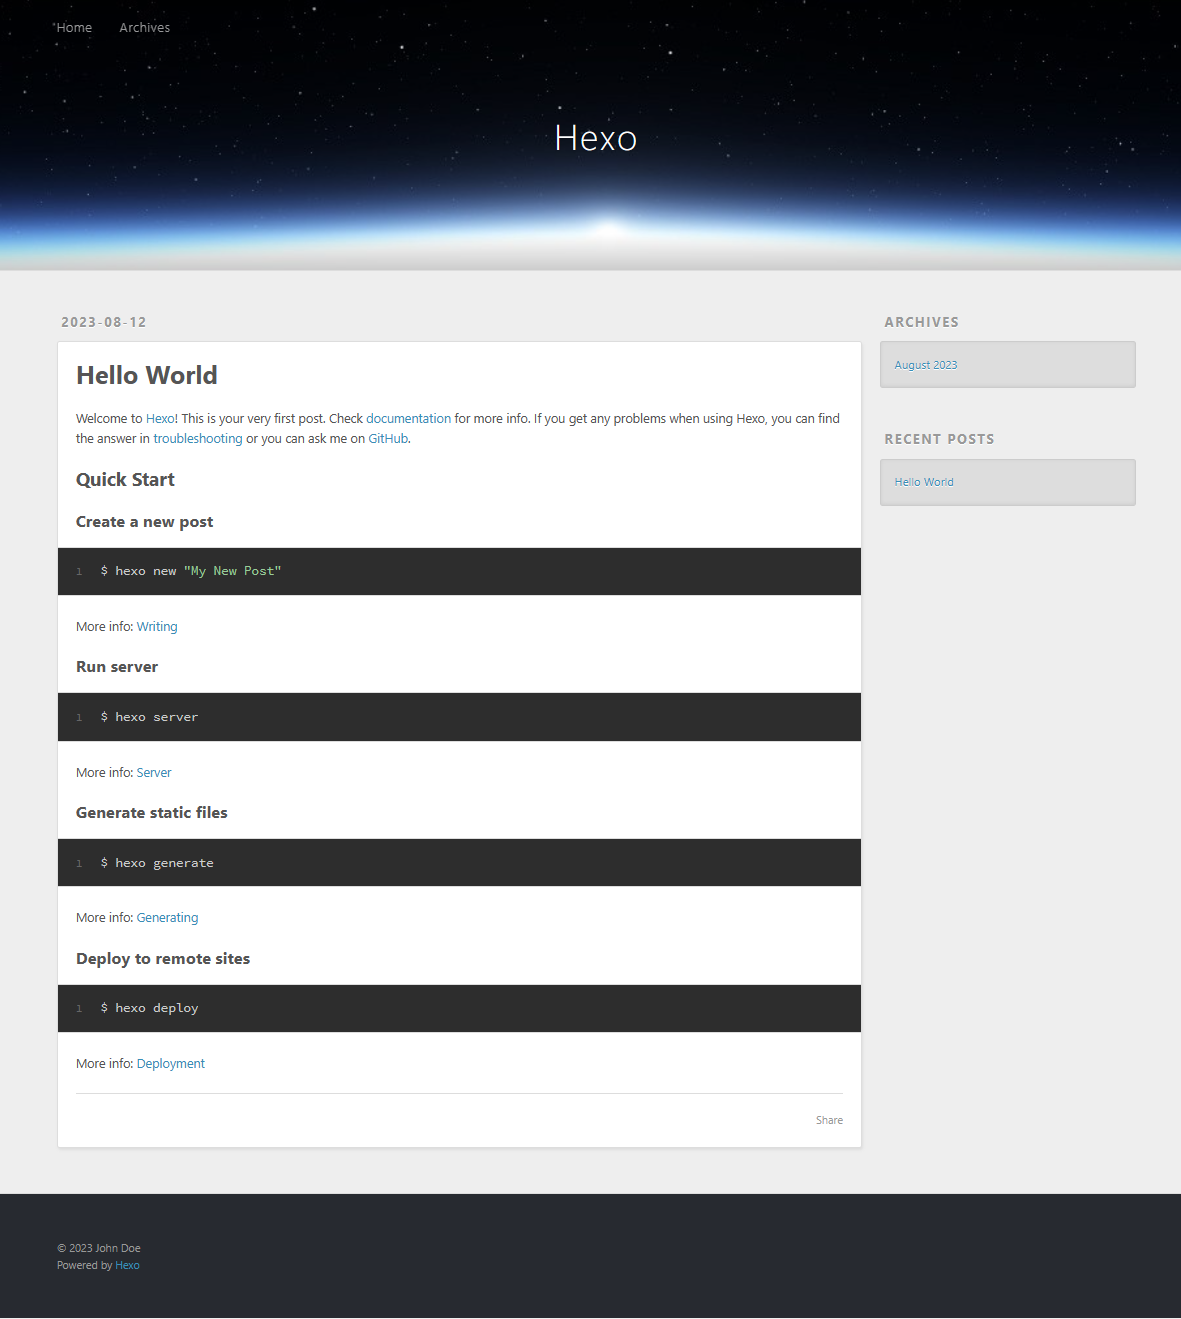 Home Archives
Hexo
2023-08-12
Hello World
Welcome to Hexo! This is your very first post. Check documentation for more info. If you get any problems when using Hexo, you can find
the answer in troubleshooting or you can ask me on GitHub.
Quick Start
Create a new post
1 $ hexo new "My New Post"
More info: Writing
Run server
1 $ hexo server
More info: Server
Generate static files
1 $ hexo generate
More info: Generating
Deploy to remote sites
1 $ hexo deploy
More info: Deployment
Share
ARCHIVES
August 2023
RECENT POSTS
Hello World
© 2023 John Doe
Powered by Hexo